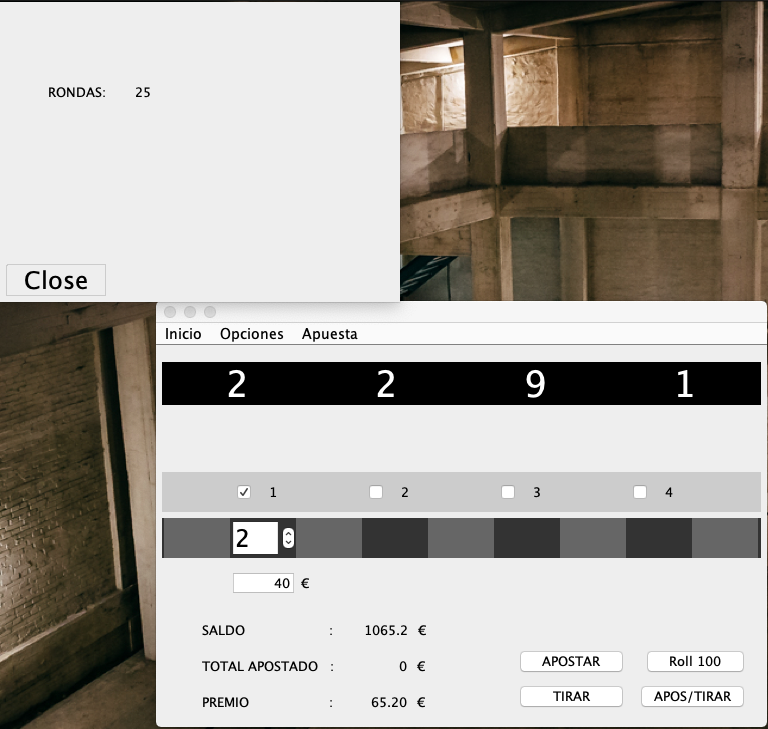 RONDAS: 25
Close
Inicio Opciones Apuesta
2 2 9 1
1 2 3 4
2
40 €
SALDO : 1065.2 €
TOTAL APOSTADO : 0 €
APOSTAR Roll 100
PREMIO : 65.20 €
TIRAR APOS/TIRAR